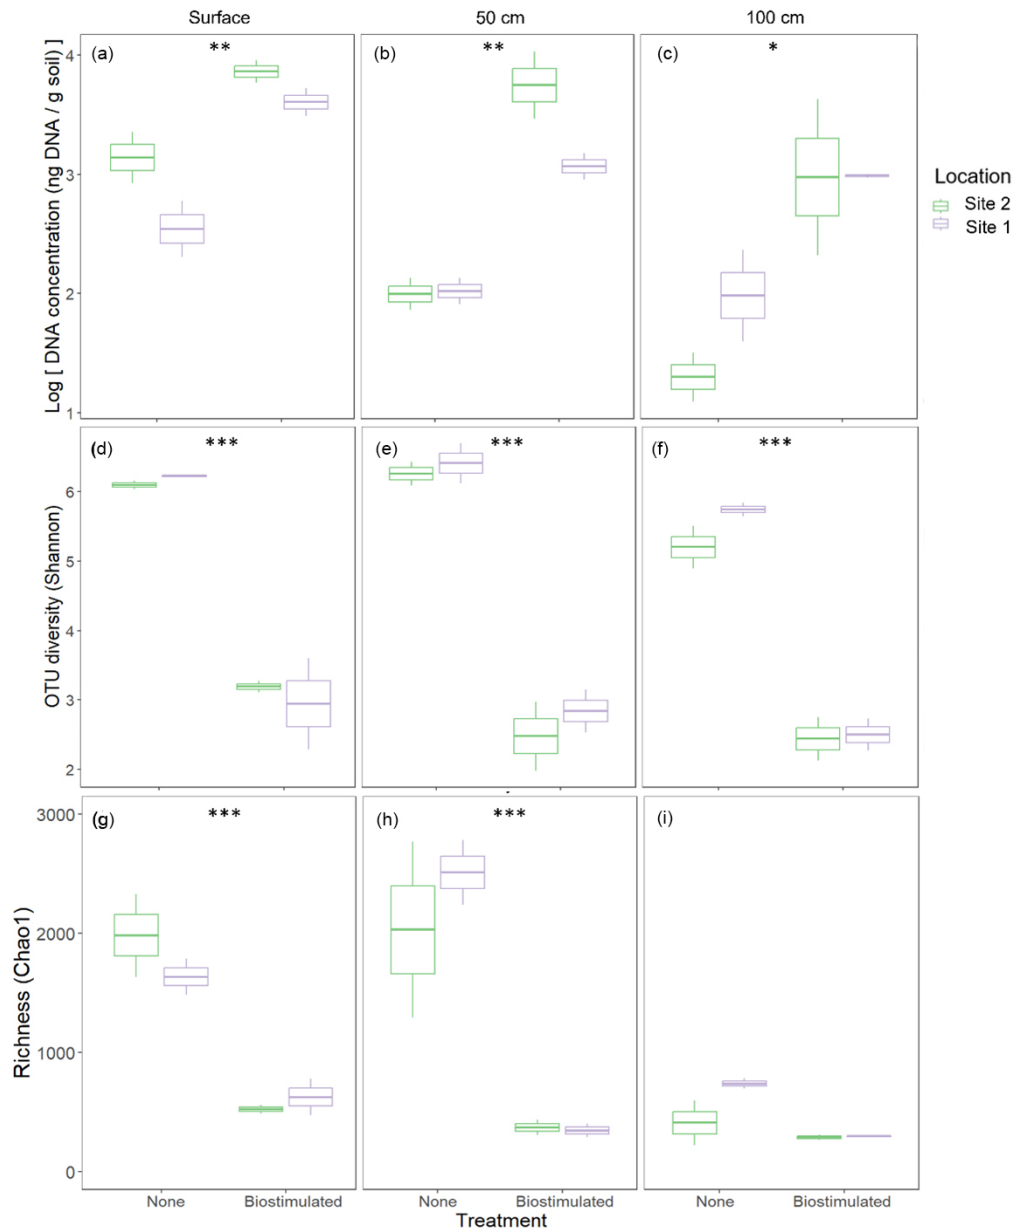 Surface 50 cm 100 cm
(a) ** (b) ** (c) *
Log [ DNA concentration (ng DNA / g soil) ]
4
3
2
1
Location
Site 2
Site 1
(d) *** (e) *** (f) ***
OTU diversity (Shannon)
6
5
4
3
2
(g) *** (h) *** (i)
Richness (Chao1)
3000
2000
1000
0
None Biostimulated None Biostimulated None Biostimulated
Treatment